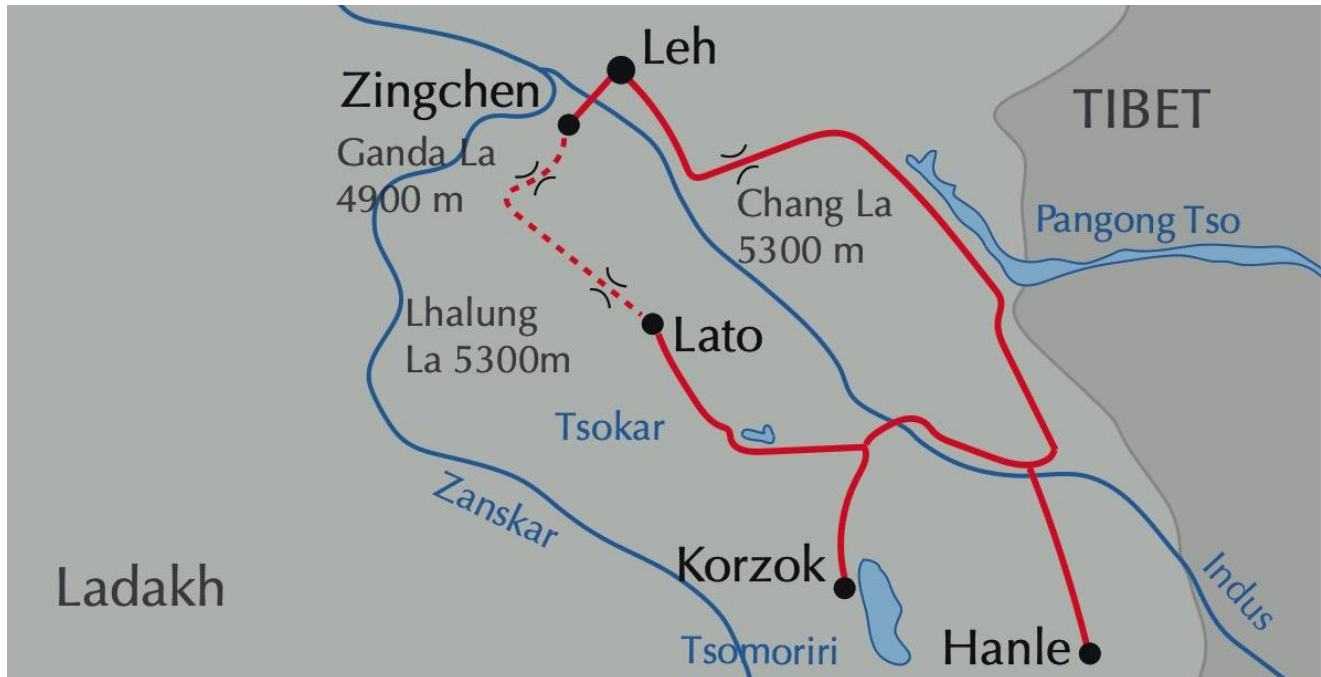 Leh
Zingchen
TIBET
Ganda La
4900 m
Chang La
5300 m
Pangong Tso
Lhalung
La 5300m
Lato
Tsokar
Zanskar
Korzok
Ladakh
Indus
Tsomoriri
Hanle